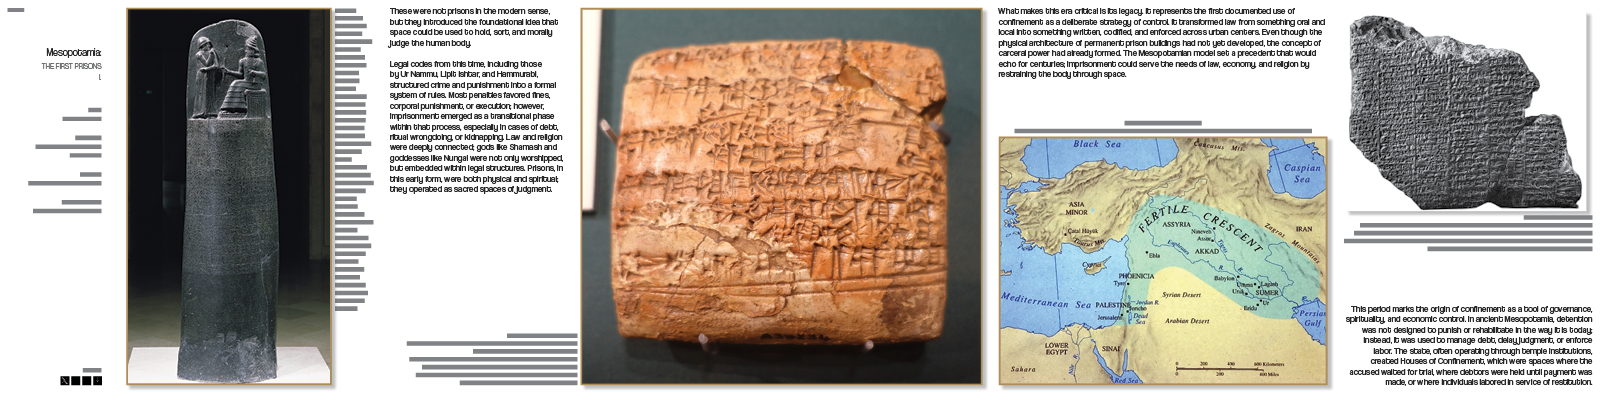 Mesopotamia:
THE FIRST PRISONS
I.
These were not prisons in the modern sense,
but they introduced the foundational idea that
space could be used to hold, sort, and morally
judge the human body.
Legal codes from this time, including those
by Ur Nammu, Lipit Ishtar, and Hammurabi,
structured crime and punishment into a formal
system of rules. Most penalties favored fines,
corporal punishment, or execution; however,
imprisonment emerged as a transitional phase
within that process, especially in cases of debt,
ritual wrongdoing, or kidnapping. Law and religion
were deeply connected; gods like Shamash and
goddesses like Nungal were not only worshipped,
but embedded within legal structures. Prisons, in
this early form, were both physical and spiritual;
they operated as sacred spaces of judgment.
What makes this era critical is its legacy. It represents the first documented use of
confinement as a deliberate strategy of control. It transformed law from something oral and
local into something written, codified, and enforced across urban centers. Even though the
physical architecture of permanent prison buildings had not yet developed, the concept of
carceral power had already formed. The Mesopotamian model set a precedent that would
echo for centuries; imprisonment could serve the needs of law, economy, and religion by
restraining the body through space.
Black Sea
Caucasus Mts.
Caspian
Sea
ASIA
MINOR
FERTILE CRESCENT
Çatal Hüyük
Taurus Mts.
ASSYRIA
Nineveh
Assur
Tigris R.
Zagros Mountains
IRAN
Euphrates R.
AKKAD
Ebla
Cyprus
PHOENICIA
Tyre
Babylon
Umma
Lagash
Uruk
SUMER
Ur
Eridu
Mediterranean Sea
Syrian Desert
PALESTINE
Jordan R.
Jericho
Jerusalem
Dead
Sea
Arabian Desert
Persian
Gulf
LOWER
EGYPT
SINAI
Sahara
Red Sea
0 200 400 600 Kilometers
0 200 400 Miles
This period marks the origin of confinement as a tool of governance,
spirituality, and economic control. In ancient Mesopotamia, detention
was not designed to punish or rehabilitate in the way it is today;
instead, it was used to manage debt, delay judgment, or enforce
labor. The state, often operating through temple institutions,
created Houses of Confinement, which were spaces where the
accused waited for trial, where debtors were held until payment was
made, or where individuals labored in service of restitution.